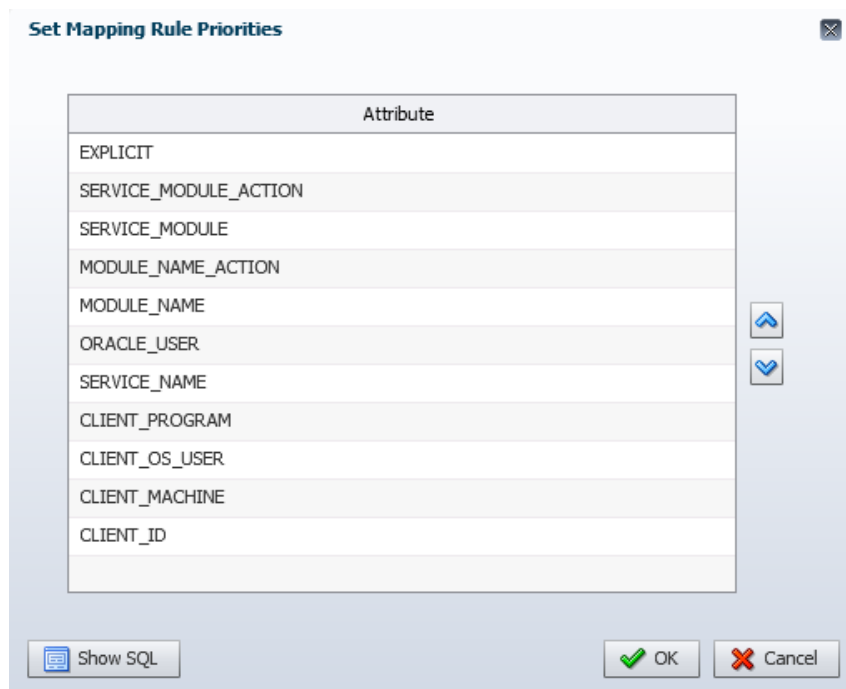 Set Mapping Rule Priorities
Attribute
EXPLICIT
SERVICE_MODULE_ACTION
SERVICE_MODULE
MODULE_NAME_ACTION
MODULE_NAME
ORACLE_USER
SERVICE_NAME
CLIENT_PROGRAM
CLIENT_OS_USER
CLIENT_MACHINE
CLIENT_ID
Show SQL
OK
Cancel